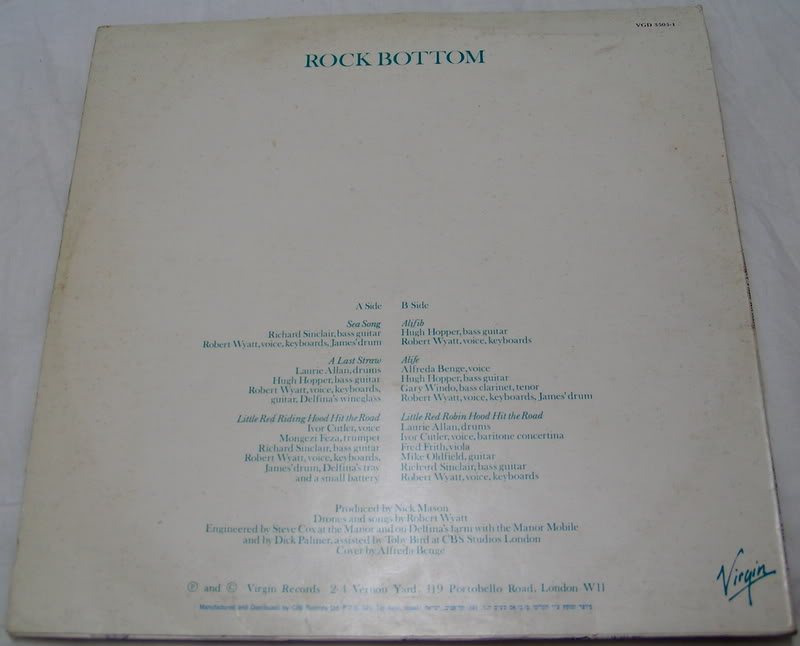 VGD 3505-1
ROCK BOTTOM
A Side
Sea Song
Richard Sinclair, bass guitar
Robert Wyatt, voice, keyboards, James' drum
A Last Straw
Laurie Allan, drums
Hugh Hopper, bass guitar
Robert Wyatt, voice, keyboards,
guitar, Delfina's wineglass
Little Red Riding Hood Hit the Road
Ivor Cutler, voice
Mongezi Feza, trumpet
Richard Sinclair, bass guitar
Robert Wyatt, voice, keyboards,
James' drum, Delfina's tray
and a small battery
B Side
Alifib
Hugh Hopper, bass guitar
Robert Wyatt, voice, keyboards
Alife
Alfreda Benge, voice
Hugh Hopper, bass guitar
Gary Windo, bass clarinet, tenor
Robert Wyatt, voice, keyboards, James' drum
Little Red Robin Hood Hit the Road
Laurie Allan, drums
Ivor Cutler, voice, baritone concertina
Fred Frith, viola
Mike Oldfield, guitar
Richard Sinclair, bass guitar
Robert Wyatt, voice, keyboards
Produced by Nick Mason
Drones and songs by Robert Wyatt
Engineered by Steve Cox at the Manor and on Delfina's farm with the Manor Mobile
and by Dick Palmer, assisted by Toby Bird at CBS Studios London
Cover by Alfreda Benge
℗ and © Virgin Records 2-4 Vernon Yard, 119 Portobello Road, London W11
Manufactured and Distributed by CBS Records Ltd.
Virgin